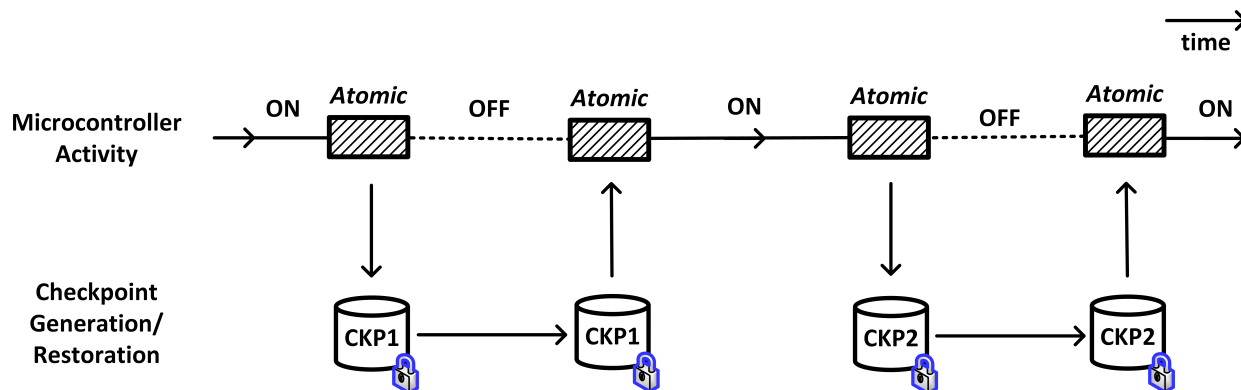 time
Atomic
Atomic
Atomic
Atomic
ON
OFF
ON
OFF
ON
Microcontroller
Activity
Checkpoint
Generation/
Restoration
CKP1
CKP1
CKP2
CKP2